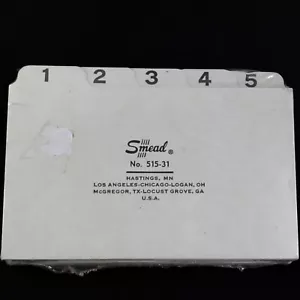 1 2 3 4 5
Smead®
No. 515-31
HASTINGS, MN
LOS ANGELES-CHICAGO-LOGAN, OH
McGREGOR, TX-LOCUST GROVE, GA
U.S.A.